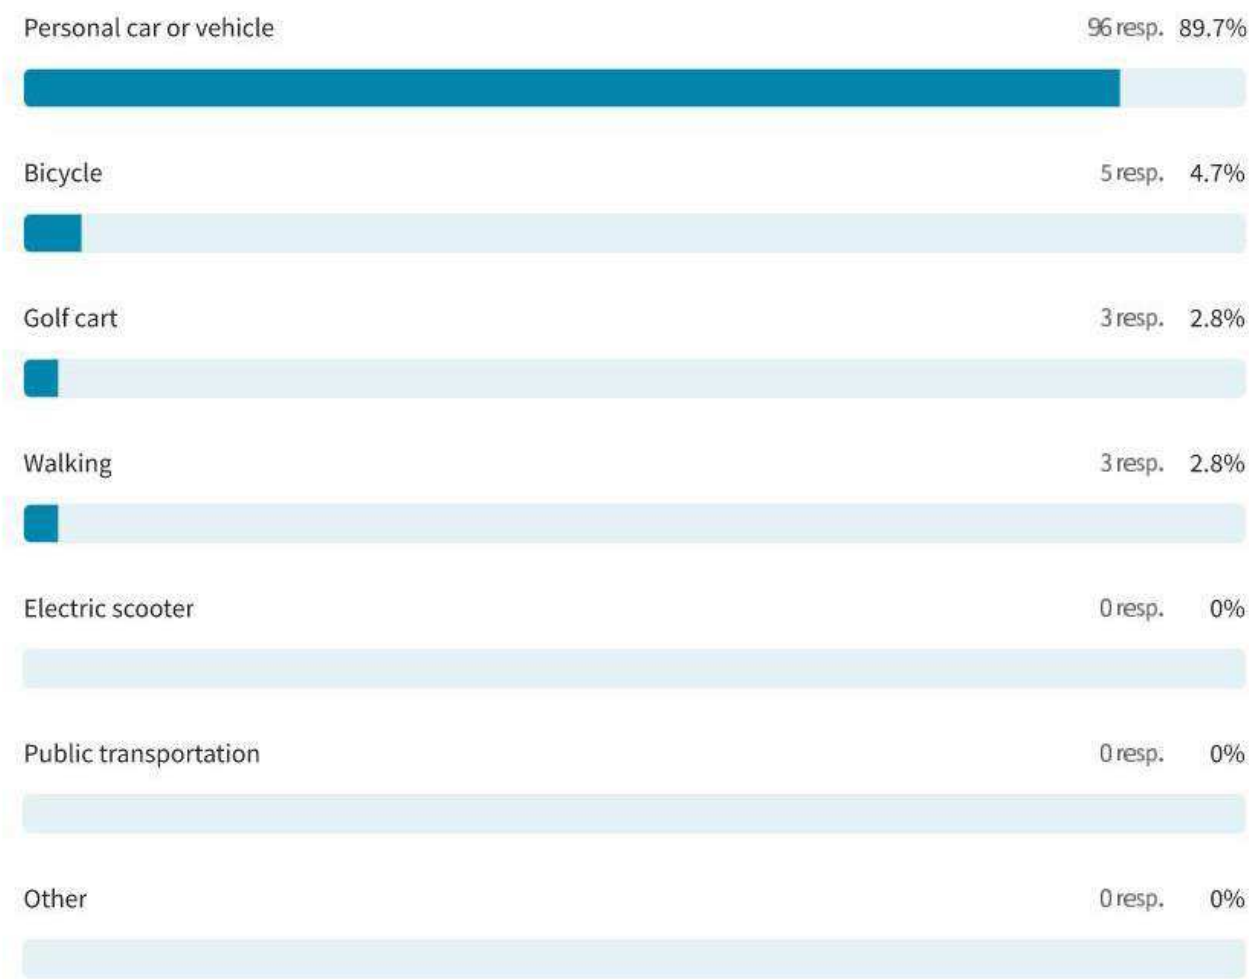 Personal car or vehicle 96 resp. 89.7%
Bicycle 5 resp. 4.7%
Golf cart 3 resp. 2.8%
Walking 3 resp. 2.8%
Electric scooter 0 resp. 0%
Public transportation 0 resp. 0%
Other 0 resp. 0%